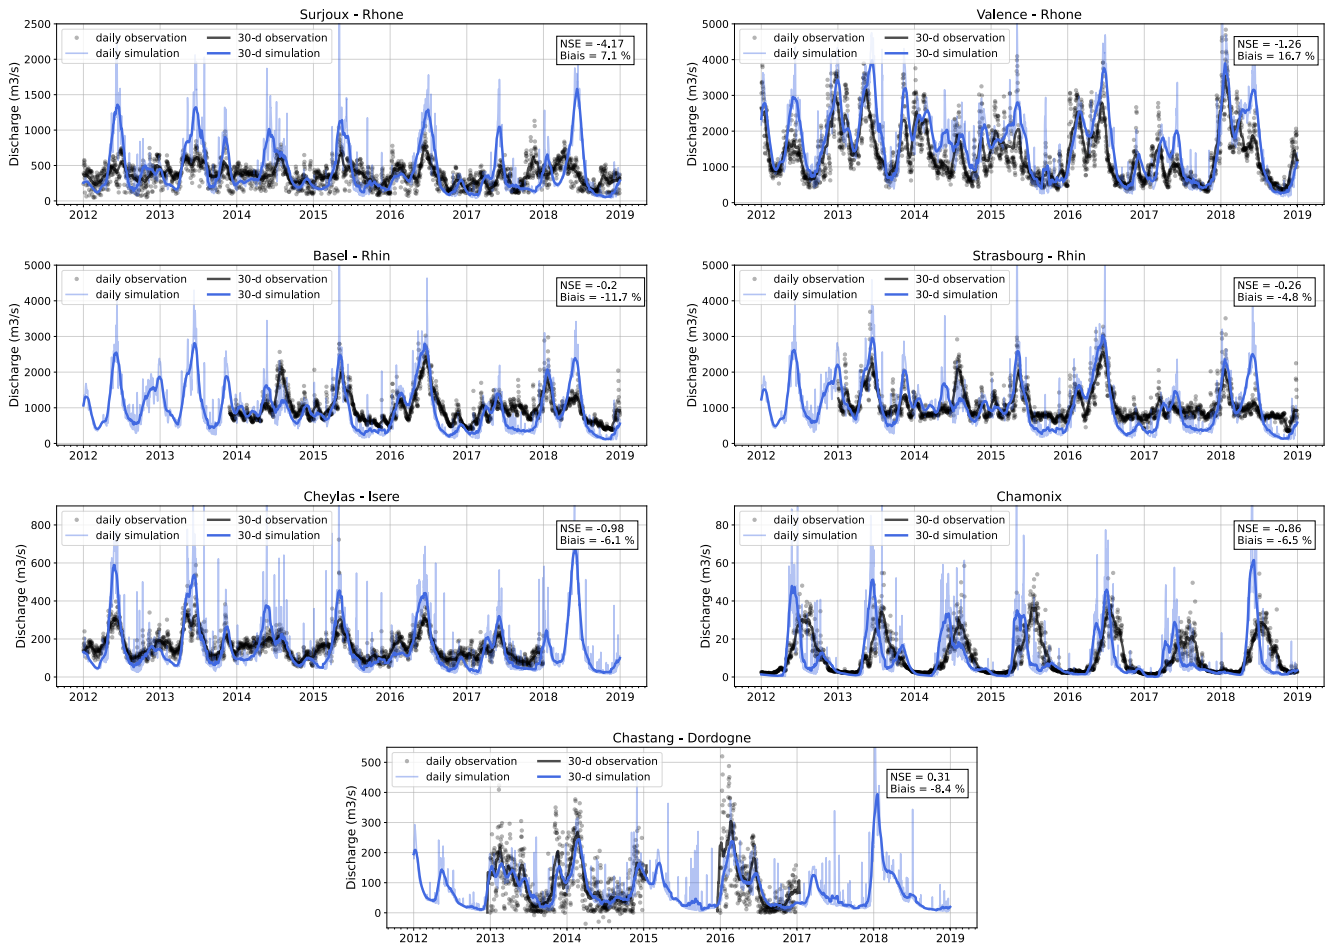 Surjoux - Rhone
Discharge (m3/s)
2500
2000
1500
1000
500
0
daily observation
30-d observation
daily simulation
30-d simulation
NSE = -4.17
Biais = 7.1 %
2012 2013 2014 2015 2016 2017 2018 2019
Valence - Rhone
Discharge (m3/s)
5000
4000
3000
2000
1000
0
daily observation
30-d observation
daily simulation
30-d simulation
NSE = -1.26
Biais = 16.7 %
2012 2013 2014 2015 2016 2017 2018 2019
Basel - Rhin
Discharge (m3/s)
5000
4000
3000
2000
1000
0
daily observation
30-d observation
daily simulation
30-d simulation
NSE = -0.2
Biais = -11.7 %
2012 2013 2014 2015 2016 2017 2018 2019
Strasbourg - Rhin
Discharge (m3/s)
5000
4000
3000
2000
1000
0
daily observation
30-d observation
daily simulation
30-d simulation
NSE = -0.26
Biais = -4.8 %
2012 2013 2014 2015 2016 2017 2018 2019
Cheylas - Isere
Discharge (m3/s)
800
600
400
200
0
daily observation
30-d observation
daily simulation
30-d simulation
NSE = -0.98
Biais = -6.1 %
2012 2013 2014 2015 2016 2017 2018 2019
Chamonix
Discharge (m3/s)
80
60
40
20
0
daily observation
30-d observation
daily simulation
30-d simulation
NSE = -0.86
Biais = -6.5 %
2012 2013 2014 2015 2016 2017 2018 2019
Chastang - Dordogne
Discharge (m3/s)
500
400
300
200
100
0
daily observation
30-d observation
daily simulation
30-d simulation
NSE = 0.31
Biais = -8.4 %
2012 2013 2014 2015 2016 2017 2018 2019